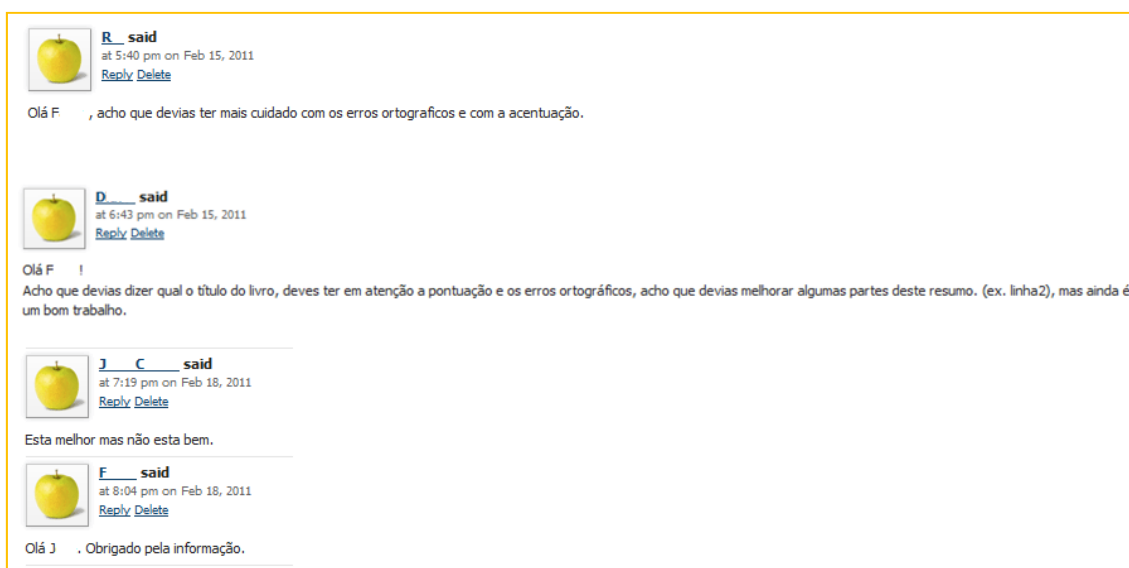 R__ said
at 5:40 pm on Feb 15, 2011
Reply Delete
Olá F , acho que devias ter mais cuidado com os erros ortograficos e com a acentuação.
D____ said
at 6:43 pm on Feb 15, 2011
Reply Delete
Olá F !
Acho que devias dizer qual o título do livro, deves ter em atenção a pontuação e os erros ortográficos, acho que devias melhorar algumas partes deste resumo. (ex. linha2), mas ainda é
um bom trabalho.
J___C____ said
at 7:19 pm on Feb 18, 2011
Reply Delete
Esta melhor mas não esta bem.
F____ said
at 8:04 pm on Feb 18, 2011
Reply Delete
Olá J . Obrigado pela informação.